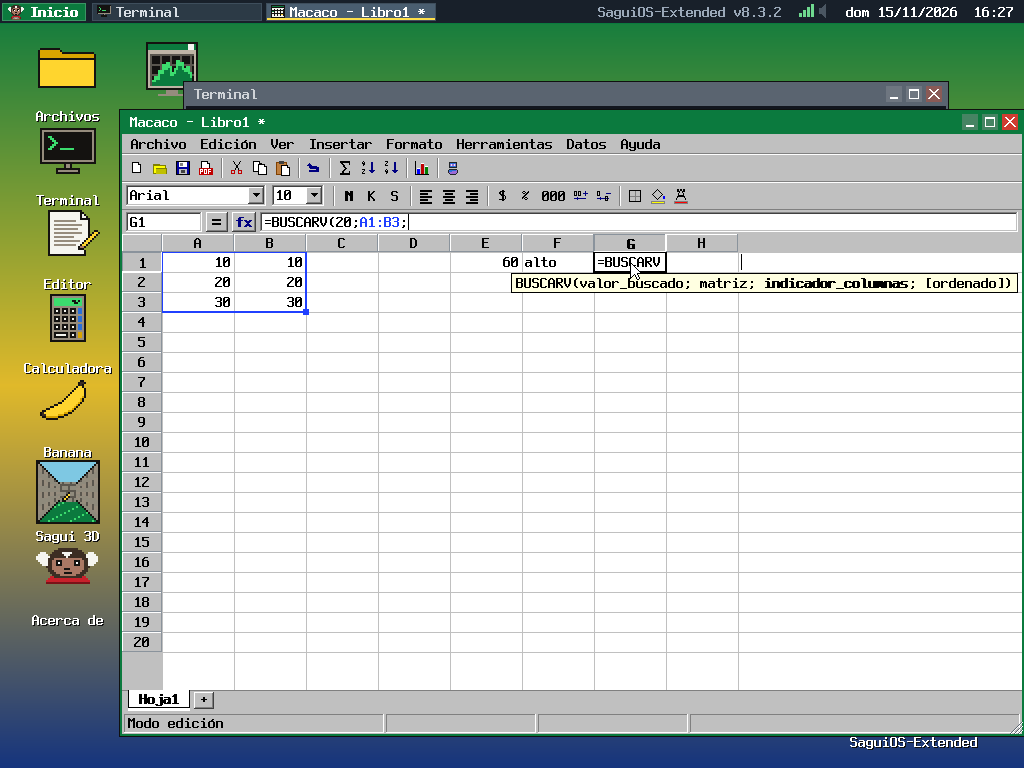 Inicio
Terminal
Macaco - Libro1 *
SaguiOS-Extended v8.3.2
dom 15/11/2026
16:27
Archivos
Terminal
Editor
Calculadora
Banana
Sagui 3D
Acerca de
Terminal
Macaco - Libro1 *
Archivo Edición Ver Insertar Formato Herramientas Datos Ayuda
PDF
Arial 10 N K S $ % 000
G1 = fx =BUSCARV(20;A1:B3;
A B C D E F G H
1 10 10 60 alto =BUSCARV
2 20 20 BUSCARV(valor_buscado; matriz; indicador_columnas; [ordenado])
3 30 30
4
5
6
7
8
9
10
11
12
13
14
15
16
17
18
19
20
Hoja1 +
Modo edición
SaguiOS-Extended